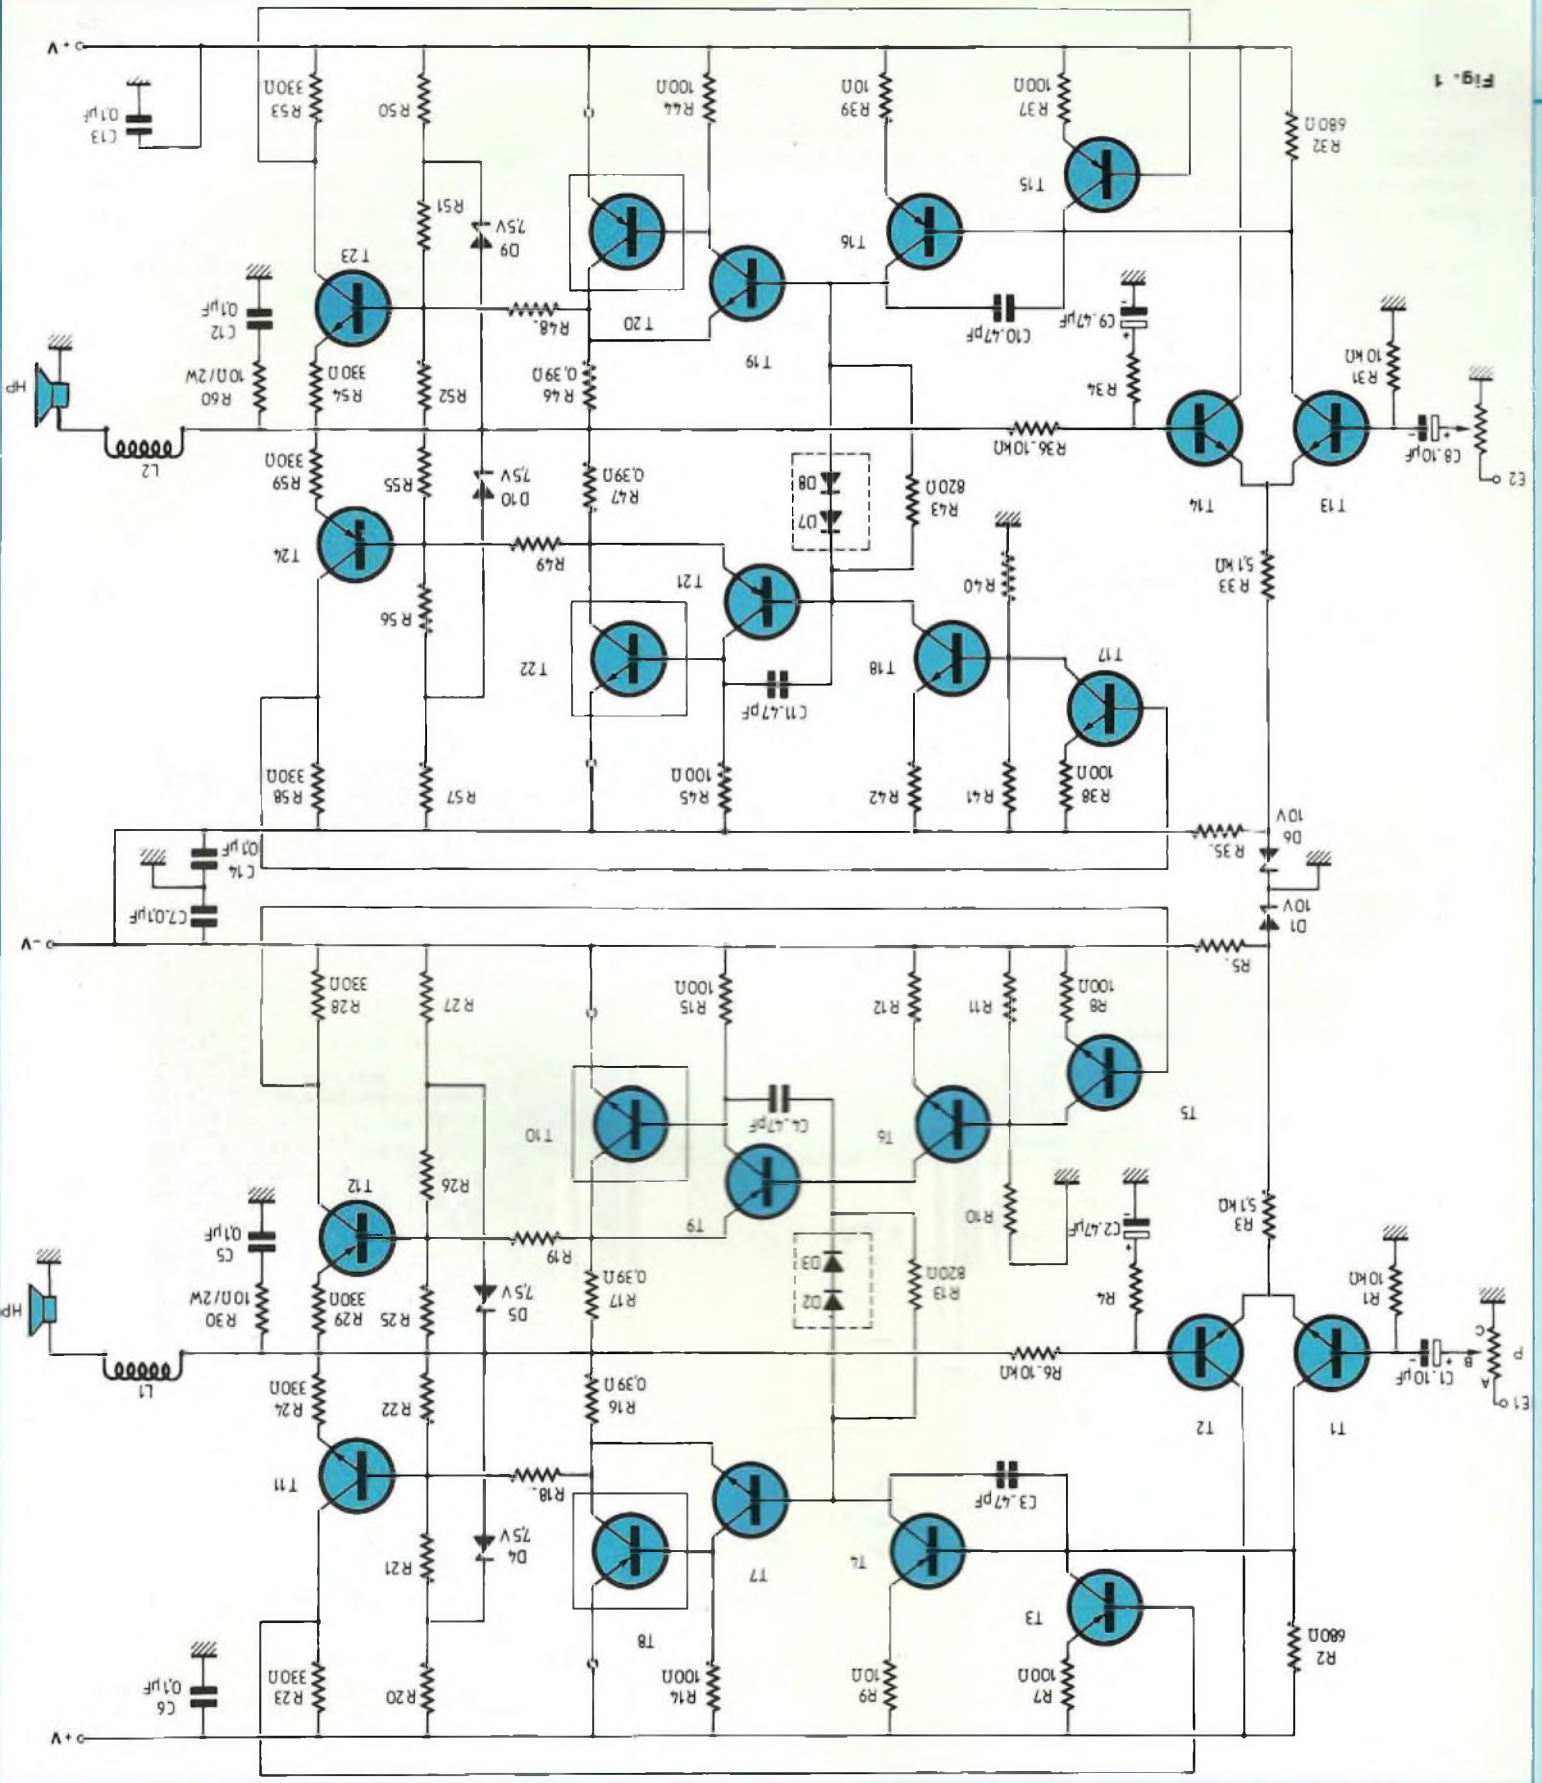 V+
R2
680Ω
R7
100Ω
R9
10Ω
R14
100Ω
R20
R23
330Ω
C6
0,1µF
T3
T8
C3.47pF
T4
T7
D4
7,5V
R21
R18.
T11
T1
T2
E1
P
A
B
C
C1.10µF
R1
10kΩ
R6.10kΩ
R16
0,39Ω
R22
R24
330Ω
L1
D2
D3
R13
820Ω
R17
0,39Ω
D5
7,5V
R25
R29
330Ω
R30
10Ω/2W
HP
R4
C2.47µF
R3
5,1kΩ
R10
T9
R19
R26
T12
C5
0,1µF
T5
T6
C4.47pF
T10
R8
100Ω
R11
R12
R15
100Ω
R27
R28
330Ω
R5.
V-
D1
10V
C7.0,1µF
C14
0,1µF
D6
10V
R35.
R38
100Ω
R41
R42
R45
100Ω
R57
R58
330Ω
C11.47pF
T17
T18
T22
R56
R33
5,1kΩ
R40
T21
R49
T24
T13
T14
E2
R43
820Ω
D7
D8
R47
0,39Ω
D10
7,5V
R55
R59
330Ω
L2
C8.10µF
R31
10kΩ
R36.10kΩ
R34
C9.47µF
R46
0,39Ω
R52
R54
330Ω
R60
10Ω/2W
HP
C10.47pF
T19
T20
R48.
C12
0,1µF
T23
T16
T15
D9
7,5V
R51
R32
680Ω
R37
100Ω
R39
10Ω
R44
100Ω
R50
R53
330Ω
C13
0,1µF
V+
Fig. 1